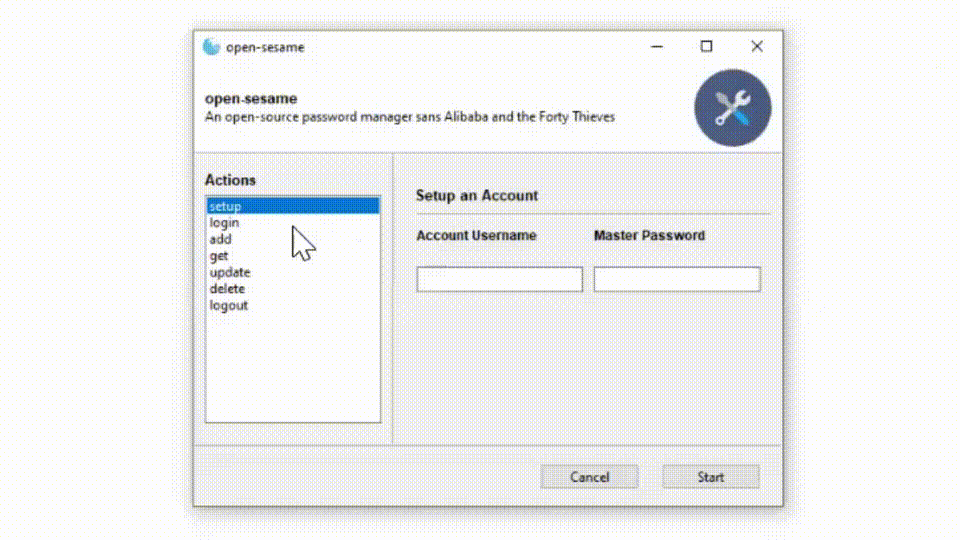 open-sesame
open-sesame
An open-source password manager sans Alibaba and the Forty Thieves
Actions
setup
login
add
get
update
delete
logout
Setup an Account
Account Username
Master Password
Cancel
Start